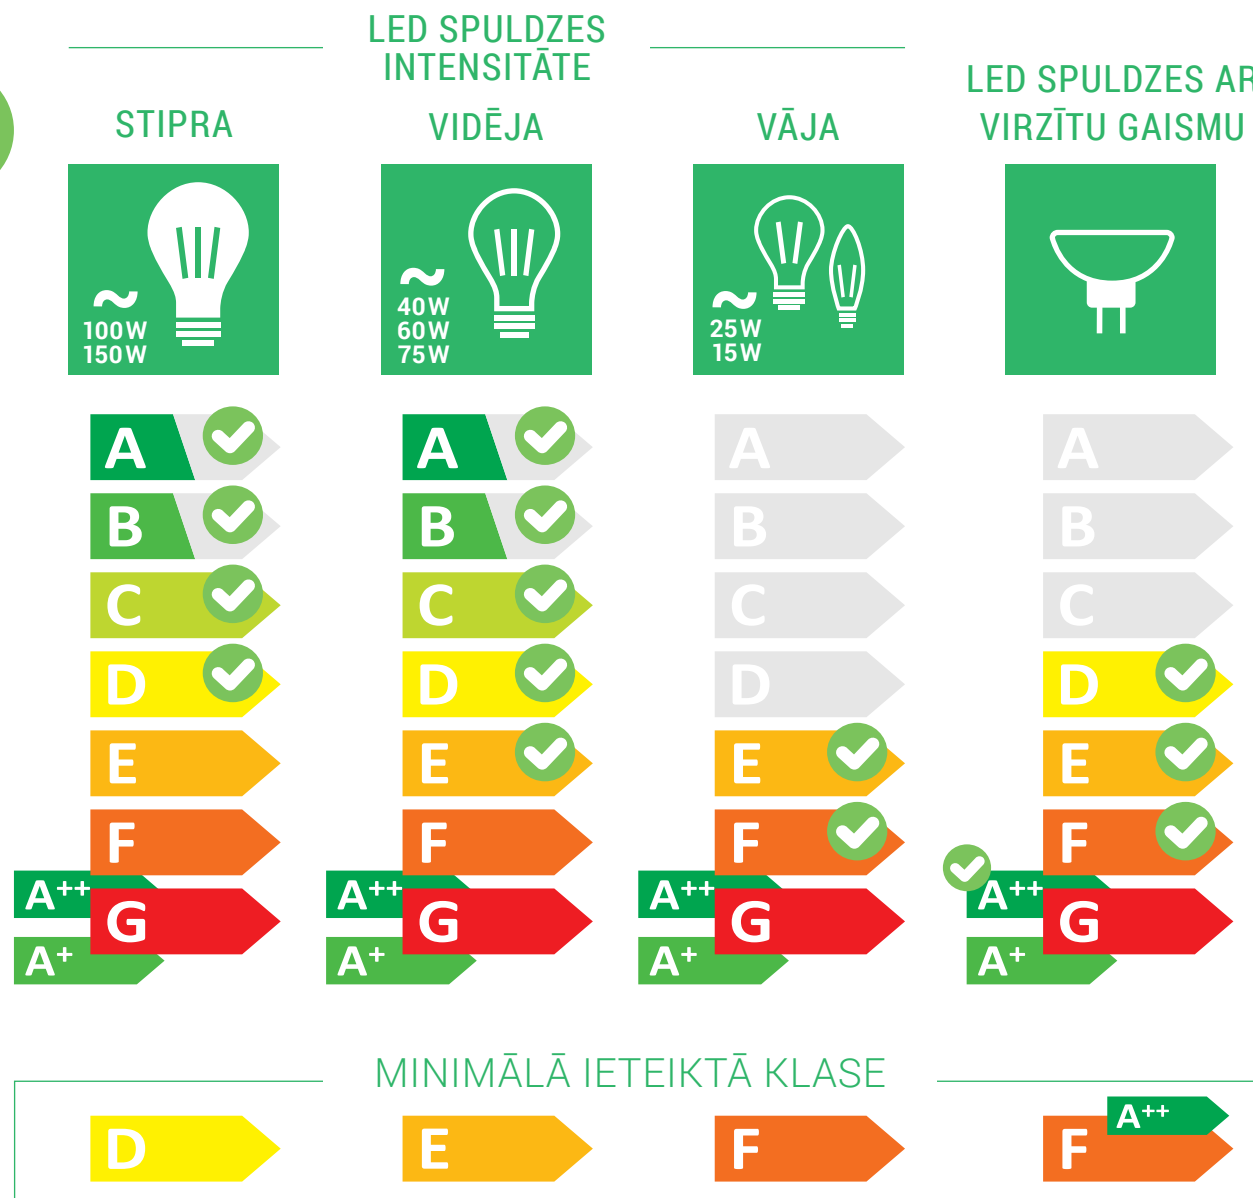 LED SPULDZES
INTENSITĀTE
STIPRA
VIDĒJA
VĀJA
LED SPULDZES AR
VIRZĪTU GAISMU
~
100W
150W
~
40W
60W
75W
~
25W
15W
A
B
C
D
E
F
A++
G
A+
A
B
C
D
E
F
A++
G
A+
A
B
C
D
E
F
A++
G
A+
A
B
C
D
E
F
A++
G
A+
MINIMĀLĀ IETEIKTĀ KLASE
D
E
F
F
A++